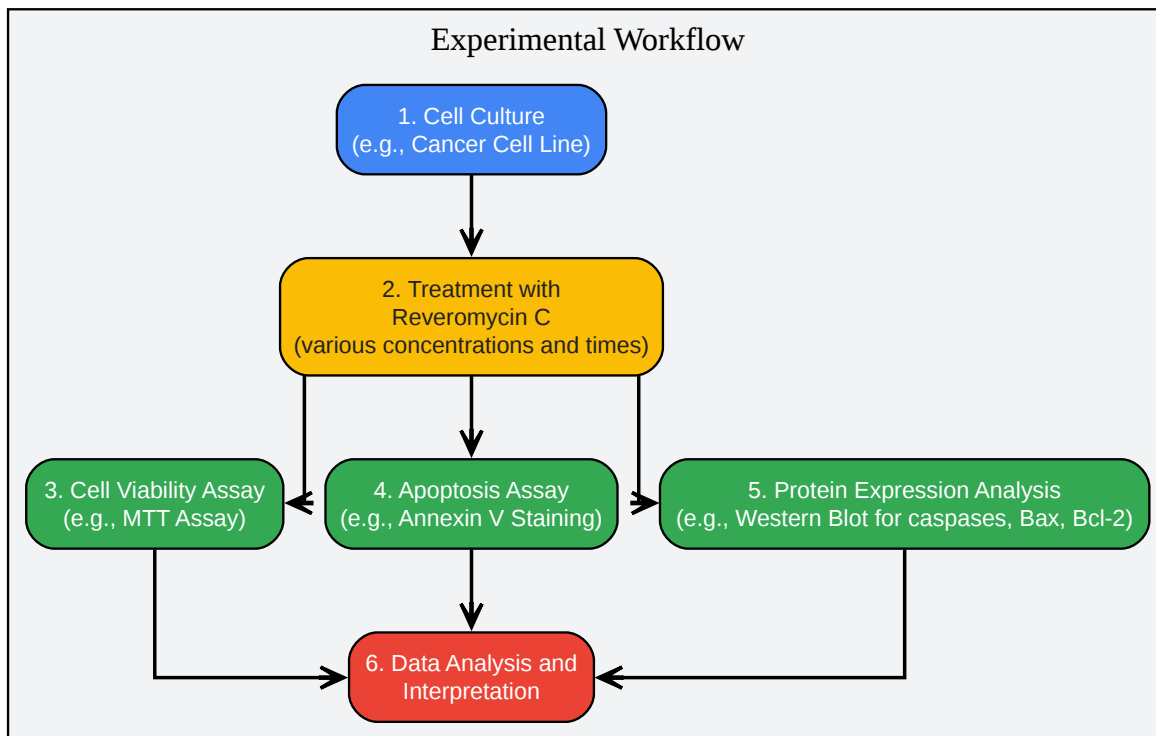 Experimental Workflow
1. Cell Culture
(e.g., Cancer Cell Line)
2. Treatment with
Reveromycin C
(various concentrations and times)
3. Cell Viability Assay
(e.g., MTT Assay)
4. Apoptosis Assay
(e.g., Annexin V Staining)
5. Protein Expression Analysis
(e.g., Western Blot for caspases, Bax, Bcl-2)
6. Data Analysis and
Interpretation